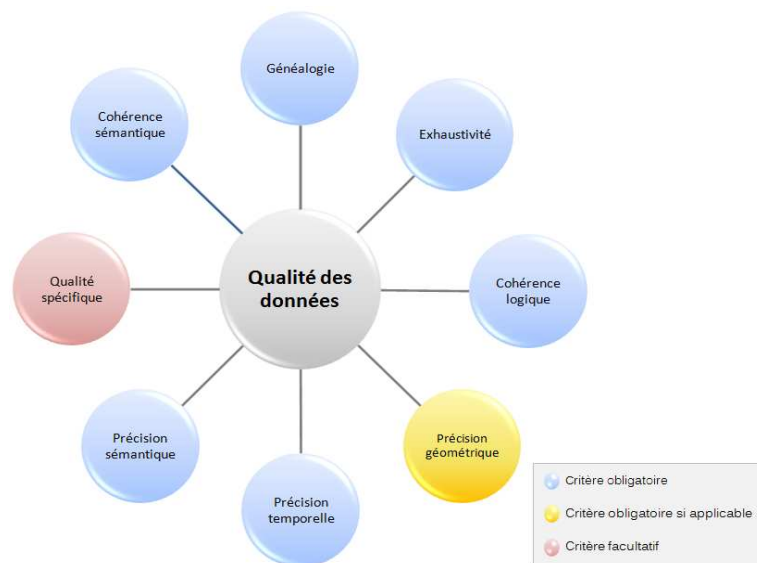 Généalogie
Cohérence
sémantique
Exhaustivité
Qualité
spécifique
Qualité des
données
Cohérence
logique
Précision
sémantique
Précision
temporelle
Précision
géométrique
Critère obligatoire
Critère obligatoire si applicable
Critère facultatif